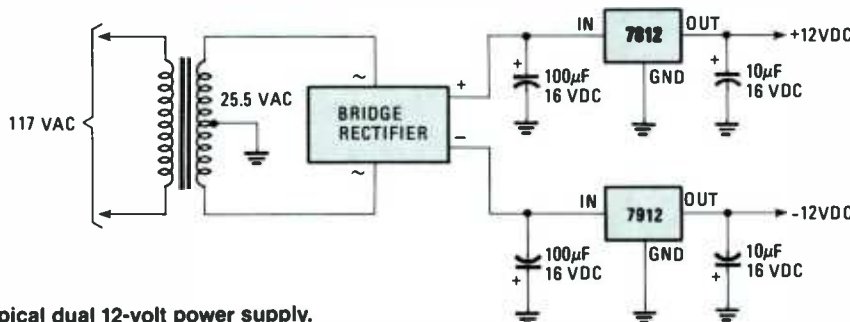 117 VAC
25.5 VAC
~
BRIDGE
RECTIFIER
~
+
−
+
100μF
16 VDC
IN
7812
OUT
GND
+
10μF
16 VDC
+12VDC
+
100μF
16 VDC
IN
7912
OUT
GND
+
10μF
16 VDC
-12VDC
pical dual 12-volt power supply.